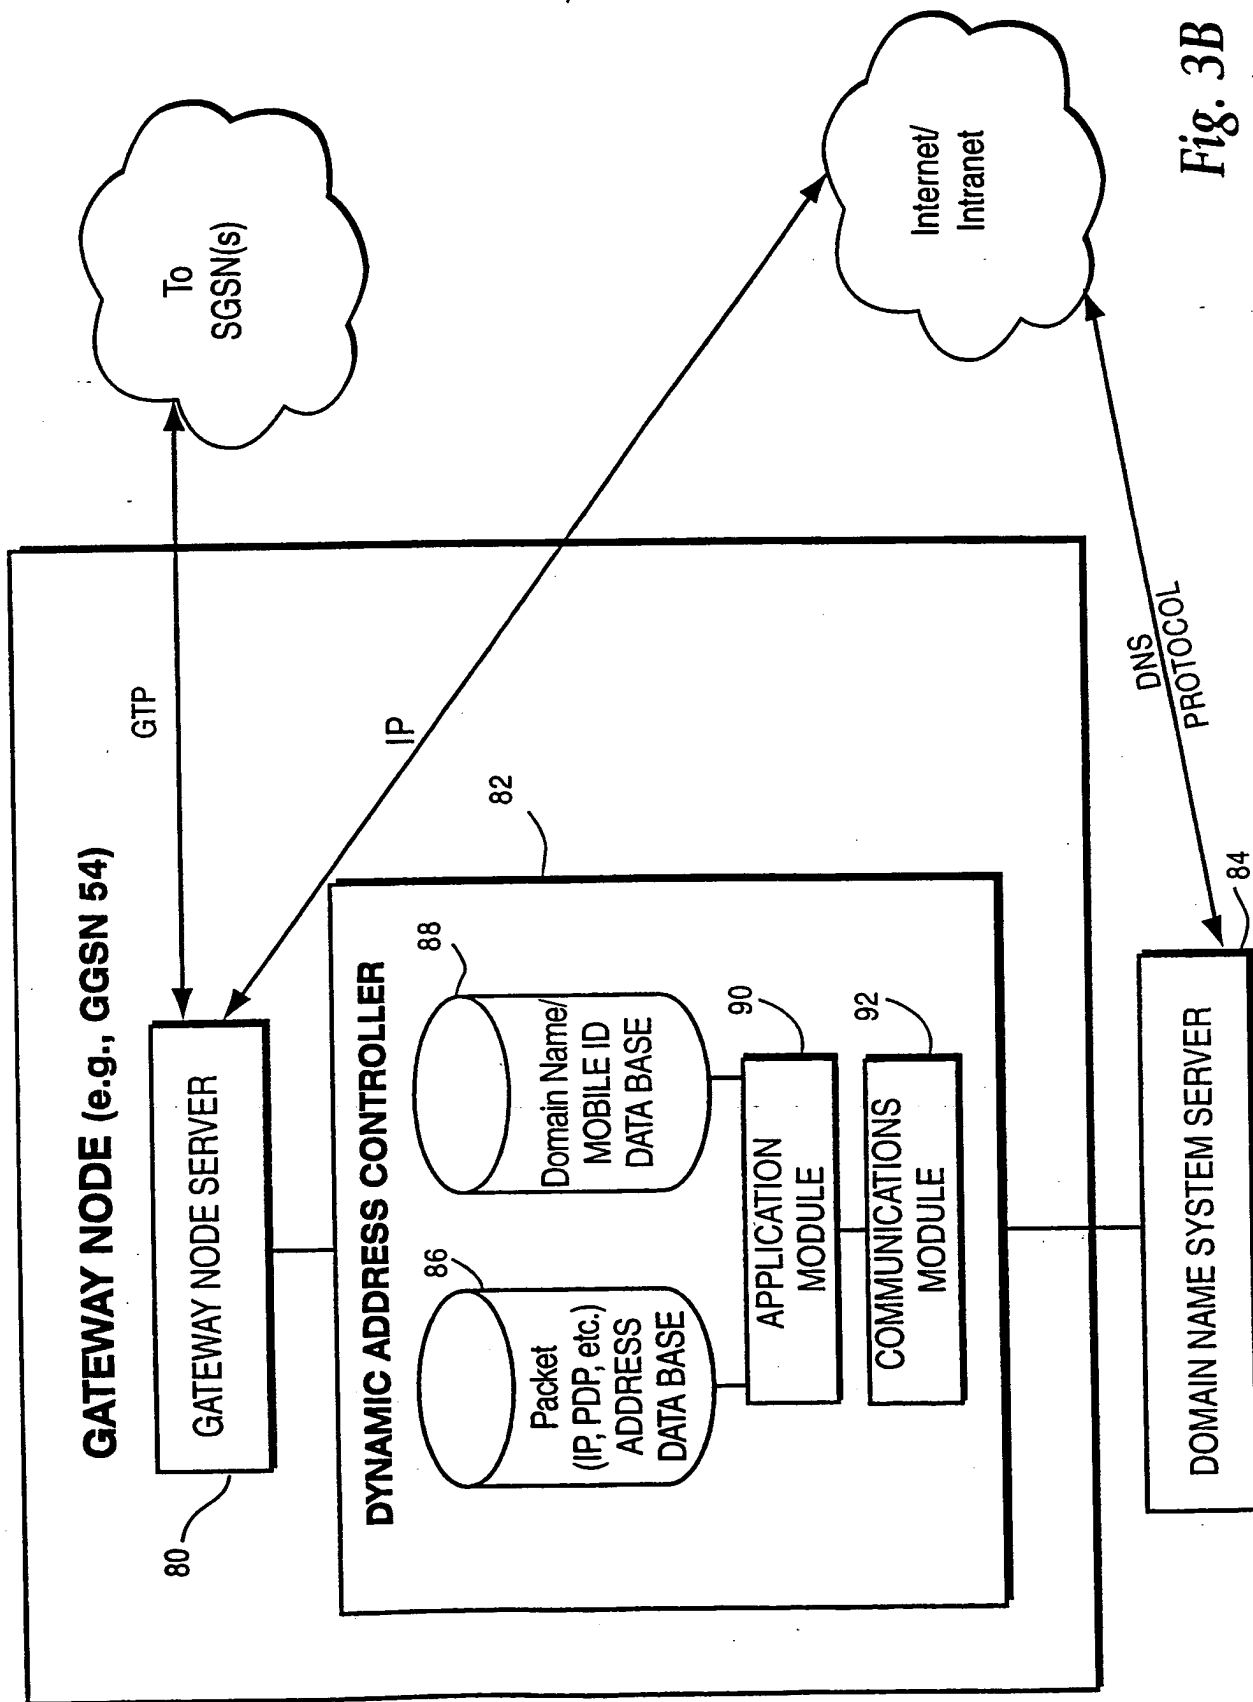 GATEWAY NODE (e.g., GGSN 54)
80
GATEWAY NODE SERVER
GTP
To
SGSN(s)
IP
82
DYNAMIC ADDRESS CONTROLLER
86
Packet
(IP, PDP, etc.)
ADDRESS
DATA BASE
88
Domain Name/
MOBILE ID
DATA BASE
90
APPLICATION
MODULE
92
COMMUNICATIONS
MODULE
Internet/
Intranet
DNS
PROTOCOL
84
DOMAIN NAME SYSTEM SERVER
Fig. 3B